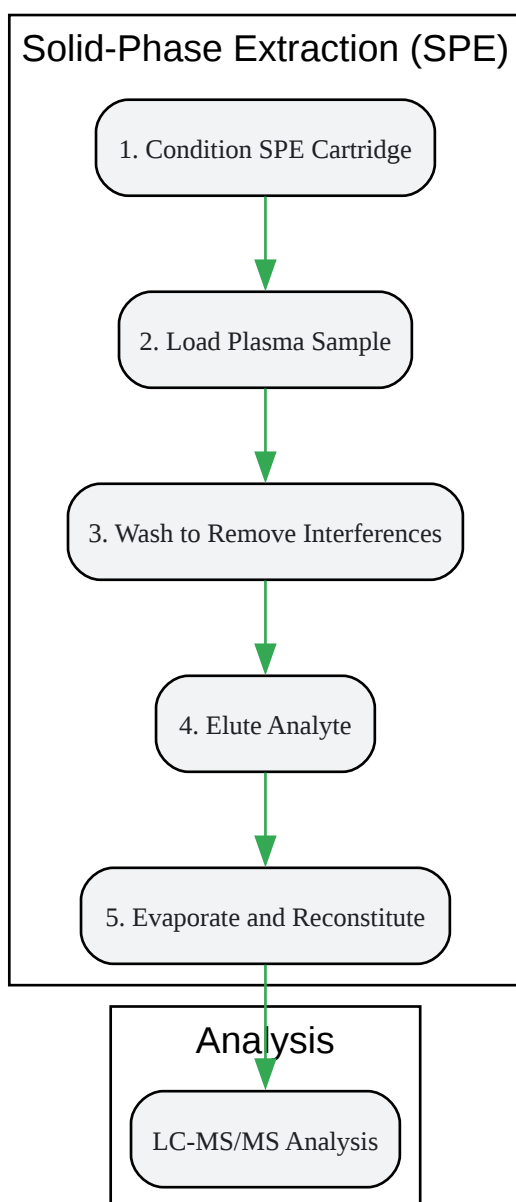 Solid-Phase Extraction (SPE)
1. Condition SPE Cartridge
2. Load Plasma Sample
3. Wash to Remove Interferences
4. Elute Analyte
5. Evaporate and Reconstitute
Analysis
LC-MS/MS Analysis